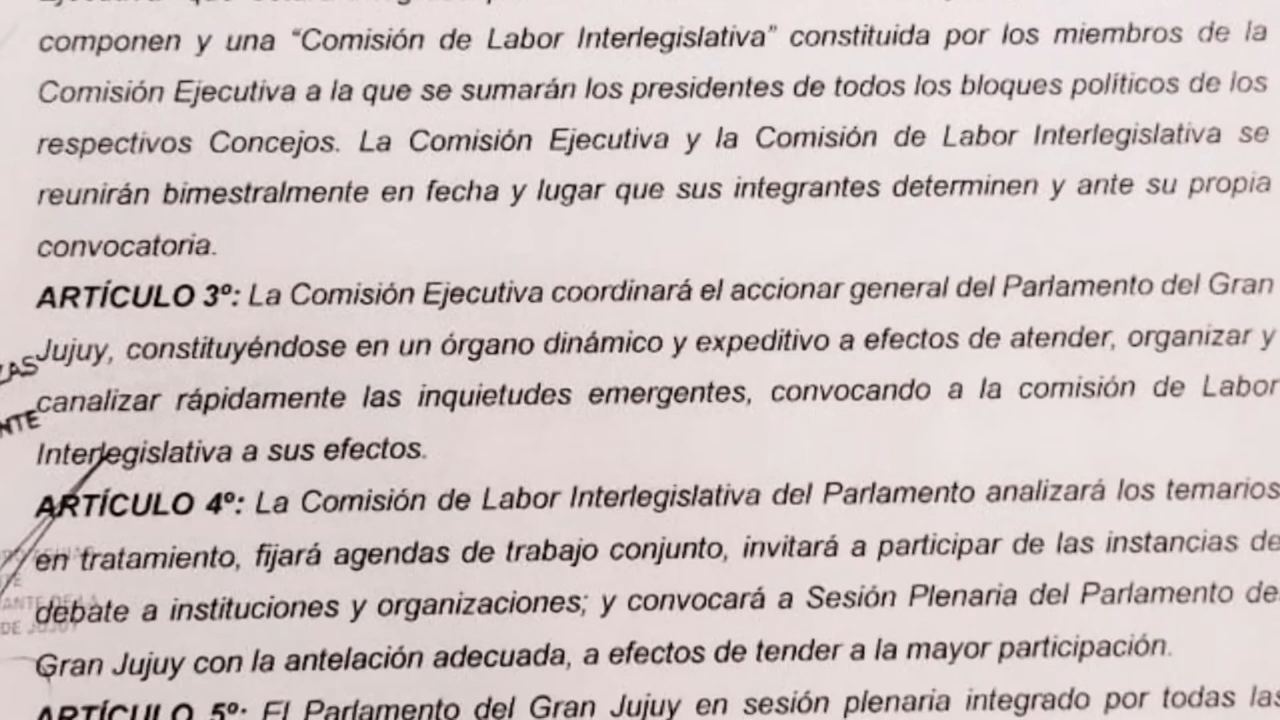 componen y una “Comisión de Labor Interlegislativa” constituida por los miembros de la
Comisión Ejecutiva a la que se sumarán los presidentes de todos los bloques políticos de los
respectivos Concejos. La Comisión Ejecutiva y la Comisión de Labor Interlegislativa se
reunirán bimestralmente en fecha y lugar que sus integrantes determinen y ante su propia
convocatoria.
ARTÍCULO 3º: La Comisión Ejecutiva coordinará el accionar general del Parlamento del Gran
Jujuy, constituyéndose en un órgano dinámico y expeditivo a efectos de atender, organizar y
canalizar rápidamente las inquietudes emergentes, convocando a la comisión de Labor
Interlegislativa a sus efectos.
ARTÍCULO 4º: La Comisión de Labor Interlegislativa del Parlamento analizará los temarios
en tratamiento, fijará agendas de trabajo conjunto, invitará a participar de las instancias de
debate a instituciones y organizaciones; y convocará a Sesión Plenaria del Parlamento de
Gran Jujuy con la antelación adecuada, a efectos de tender a la mayor participación.
ARTÍCULO 5º: El Parlamento del Gran Jujuy en sesión plenaria integrado por todas las